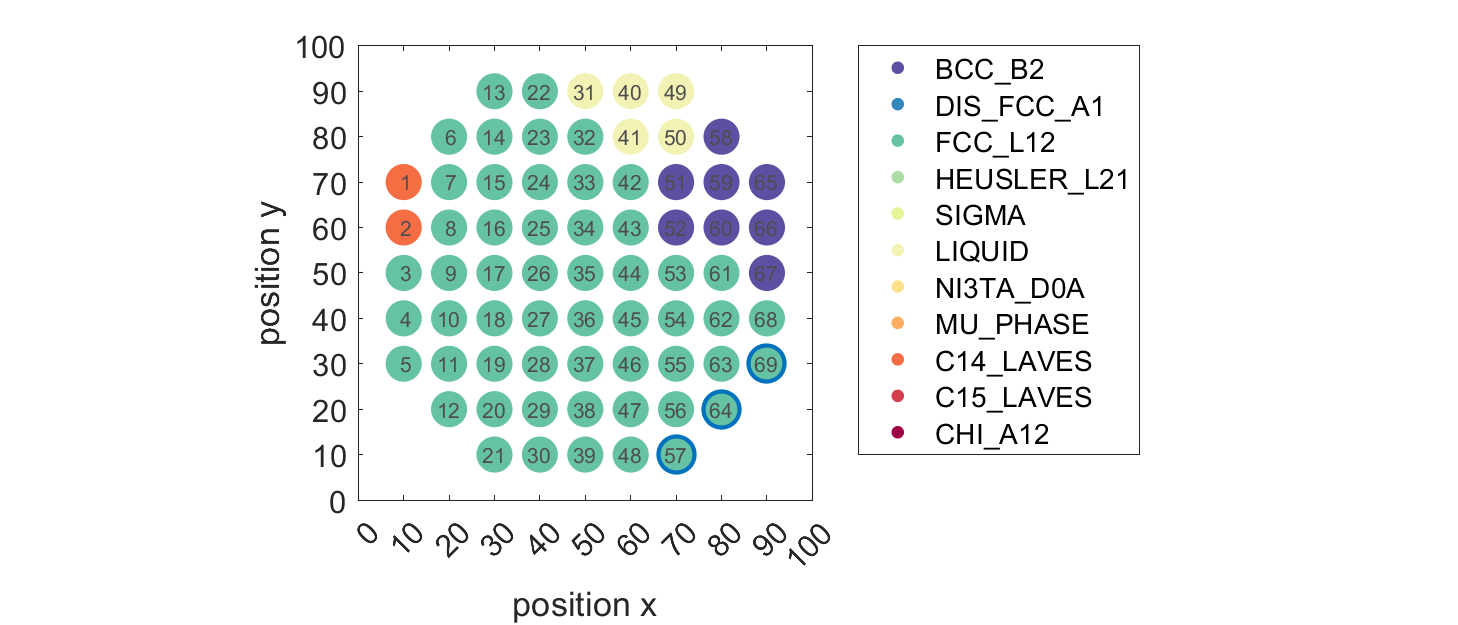 100
90
80
70
60
50
40
30
20
10
0
position y
13 22 31 40 49
6 14 23 32 41 50 58
1 7 15 24 33 42 51 59 65
2 8 16 25 34 43 52 60 66
3 9 17 26 35 44 53 61 67
4 10 18 27 36 45 54 62 68
5 11 19 28 37 46 55 63 69
12 20 29 38 47 56 64
21 30 39 48 57
0 10 20 30 40 50 60 70 80 90 100
position x
BCC_B2
DIS_FCC_A1
FCC_L12
HEUSLER_L21
SIGMA
LIQUID
NI3TA_D0A
MU_PHASE
C14_LAVES
C15_LAVES
CHI_A12